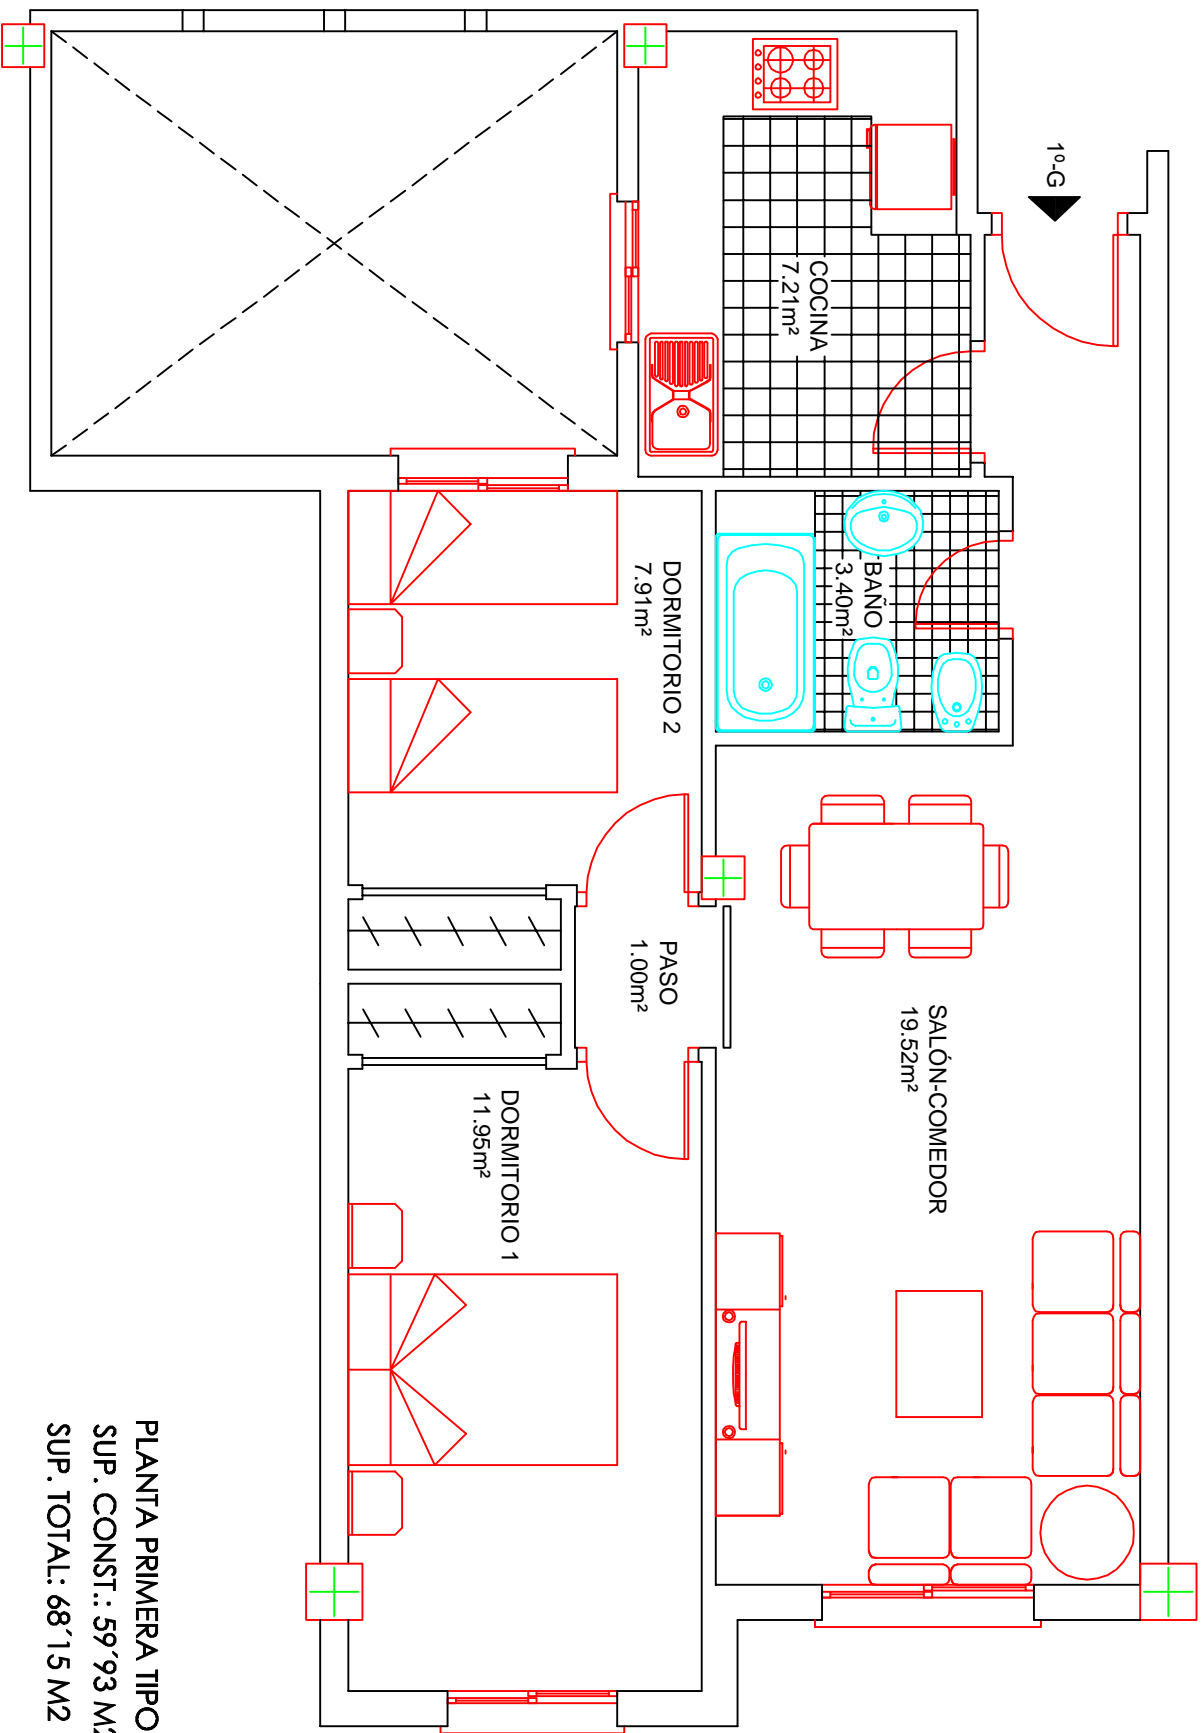 1º-G
COCINA
7.21m²
BAÑO
3.40m²
DORMITORIO 2
7.91m²
PASO
1.00m²
SALÓN-COMEDOR
19.52m²
DORMITORIO 1
11.95m²
PLANTA PRIMERA TIPO
SUP. CONST.: 59´93 M2
SUP. TOTAL: 68´15 M2